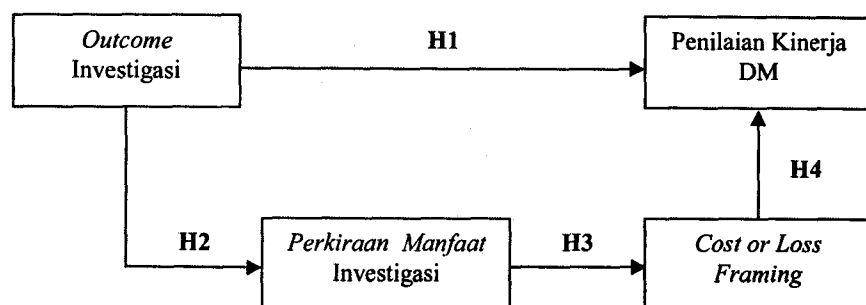 Outcome
Investigasi
H1
Penilaian Kinerja
DM
H4
H2
Perkiraan Manfaat
Investigasi
H3
Cost or Loss
Framing